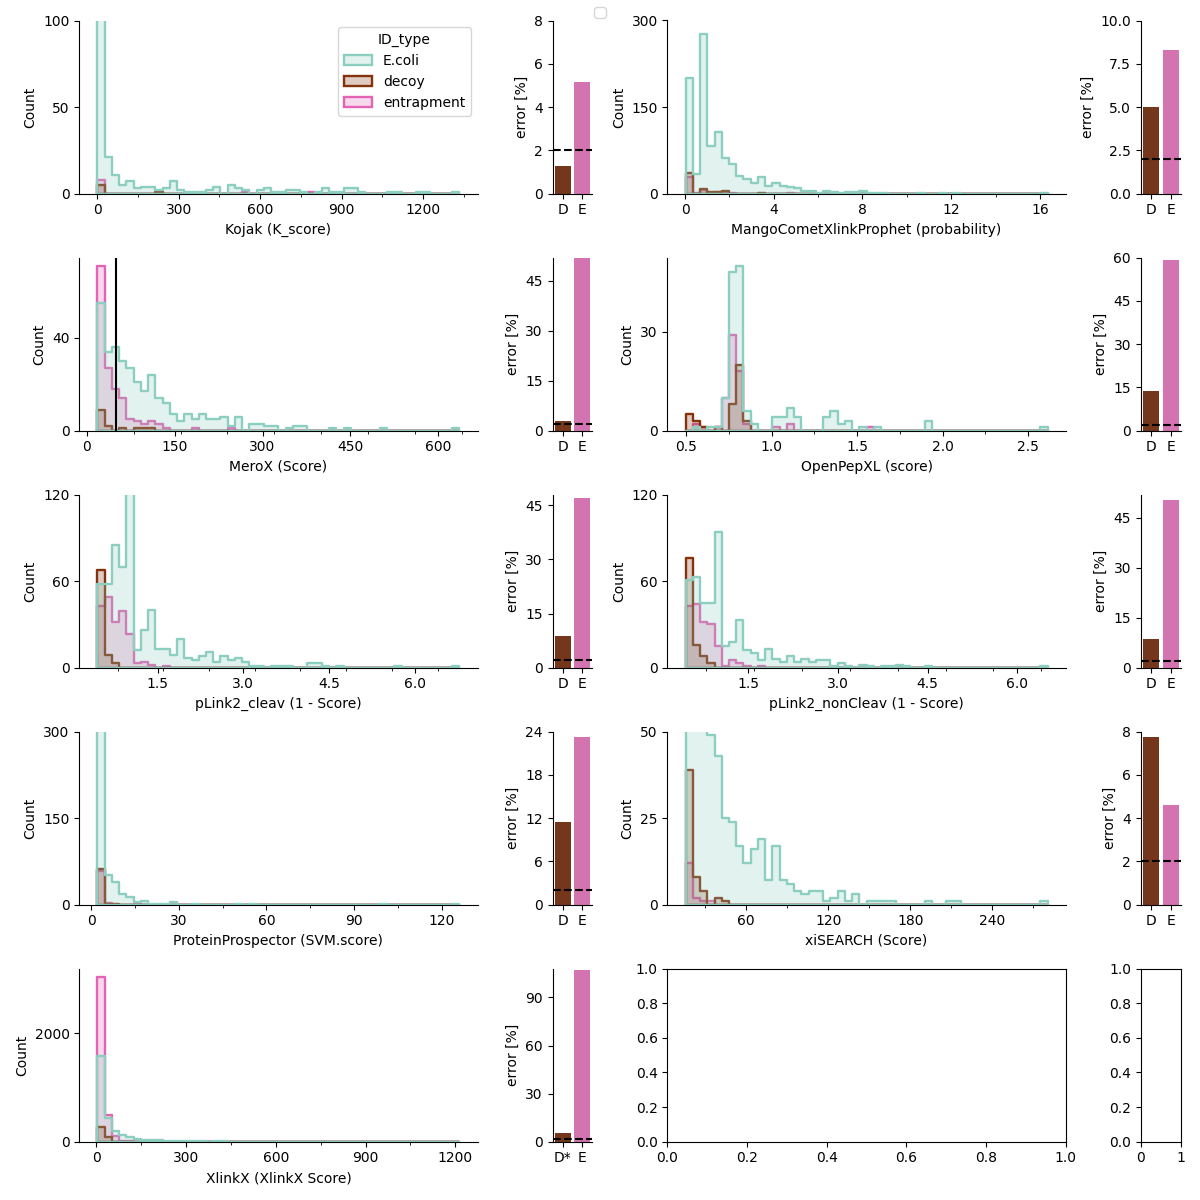 100
50
0
Count
0 300 600 900 1200
Kojak (K_score)
ID_type
E.coli
decoy
entrapment
8
6
4
2
0
error [%]
D E
300
150
0
Count
0 4 8 12 16
MangoCometXlinkProphet (probability)
10.0
7.5
5.0
2.5
0.0
error [%]
D E
40
0
Count
0 150 300 450 600
MeroX (Score)
45
30
15
0
error [%]
D E
30
0
Count
0.5 1.0 1.5 2.0 2.5
OpenPepXL (score)
60
45
30
15
0
error [%]
D E
120
60
0
Count
1.5 3.0 4.5 6.0
pLink2_cleav (1 - Score)
45
30
15
0
error [%]
D E
120
60
0
Count
1.5 3.0 4.5 6.0
pLink2_nonCleav (1 - Score)
45
30
15
0
error [%]
D E
300
150
0
Count
0 30 60 90 120
ProteinProspector (SVM.score)
24
18
12
6
0
error [%]
D E
50
25
0
Count
60 120 180 240
xiSEARCH (Score)
8
6
4
2
0
error [%]
D E
2000
0
Count
0 300 600 900 1200
XlinkX (XlinkX Score)
90
60
30
0
error [%]
D* E
1.0
0.8
0.6
0.4
0.2
0.0
0.0 0.2 0.4 0.6 0.8 1.0
1.0
0.8
0.6
0.4
0.2
0.0
0 1